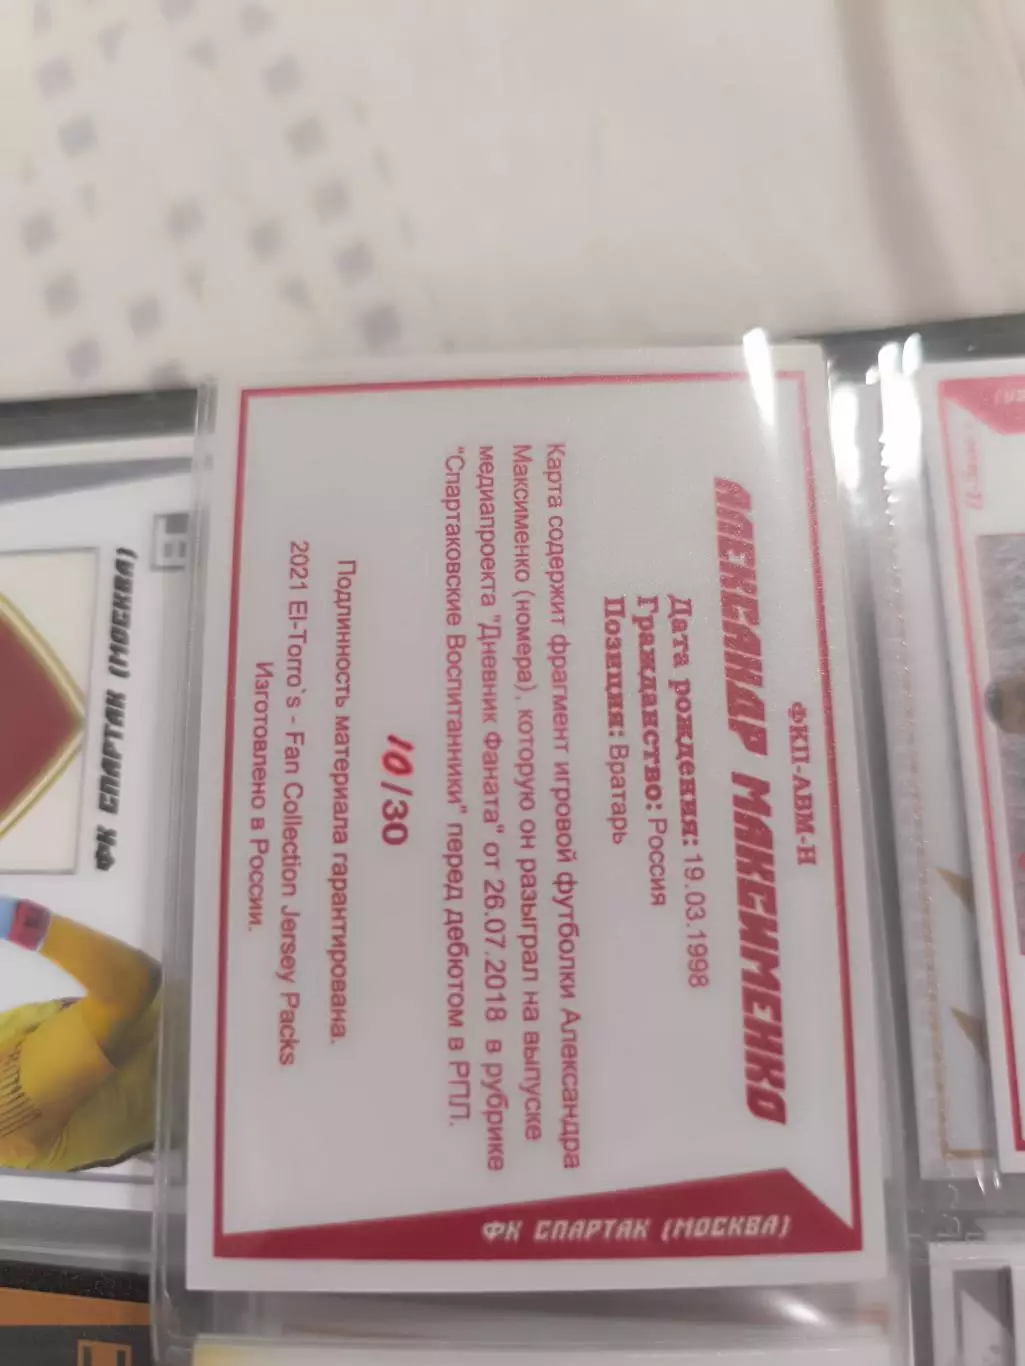 ФКП-АВМ-Н
АЛЕКСАНДР МАКСИМЕНКО
Дата рождения: 19.03.1998
Гражданство: Россия
Позиция: Вратарь
Карта содержит фрагмент игровой футболки Александра
Максименко (номера), которую он разыграл на выпуске
медиапроекта "Дневник Фаната" от 26.07.2018 в рубрике
"Спартаковские Воспитанники" перед дебютом в РПЛ.
10/30
Подлинность материала гарантирована.
2021 El-Torro`s - Fan Collection Jersey Packs
Изготовлено в России.
ФК СПАРТАК (МОСКВА)
ФК СПАРТАК (МОСКВА)